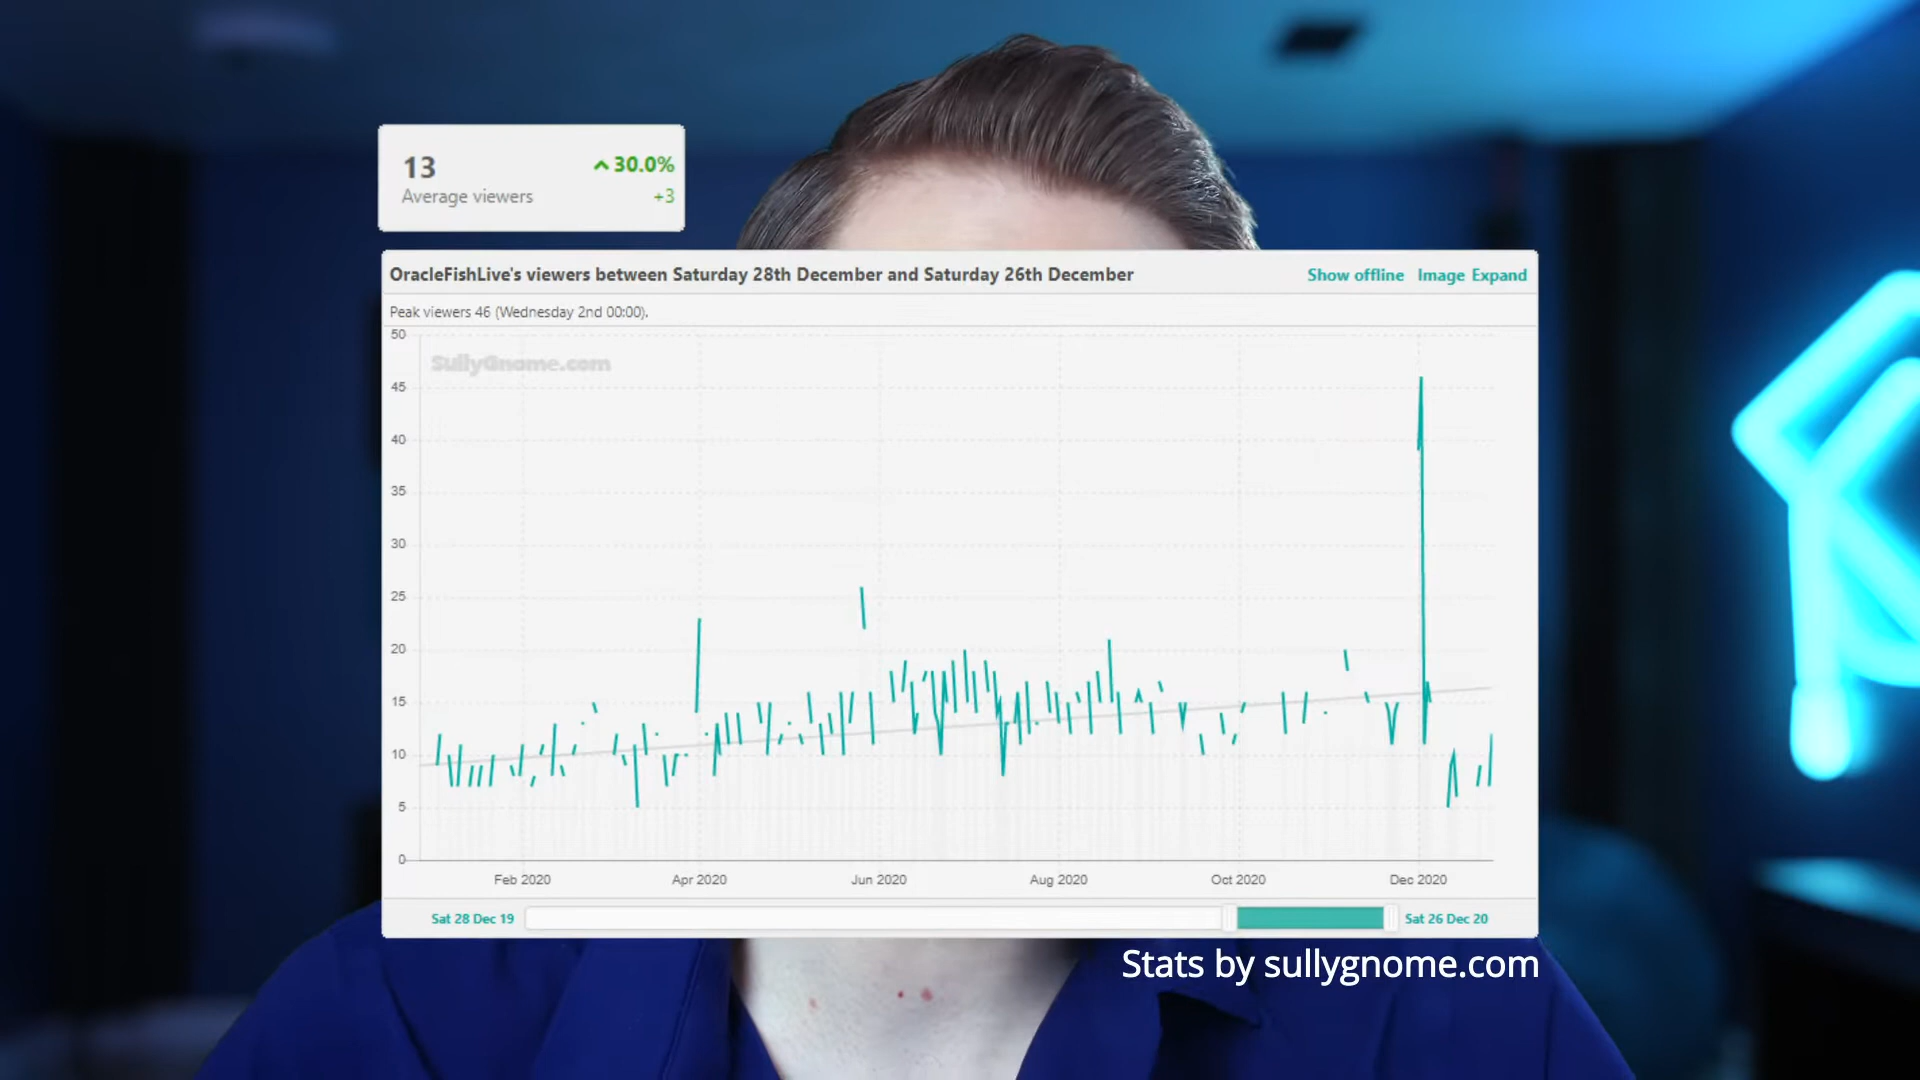 13
30.0%
Average viewers
+3
OracleFishLive's viewers between Saturday 28th December and Saturday 26th December
Show offline Image Expand
Peak viewers 46 (Wednesday 2nd 00:00).
SullyGnome.com
50
45
40
35
30
25
20
15
10
5
0
Feb 2020 Apr 2020 Jun 2020 Aug 2020 Oct 2020 Dec 2020
Sat 28 Dec 19 Sat 26 Dec 20
Stats by sullygnome.com